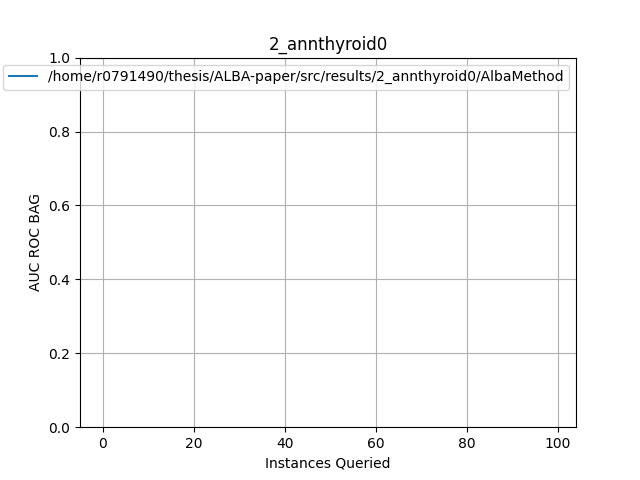 2_annthyroid0
/home/r0791490/thesis/ALBA-paper/src/results/2_annthyroid0/AlbaMethod
1.0
0.8
0.6
0.4
0.2
0.0
AUC ROC BAG
0 20 40 60 80 100
Instances Queried